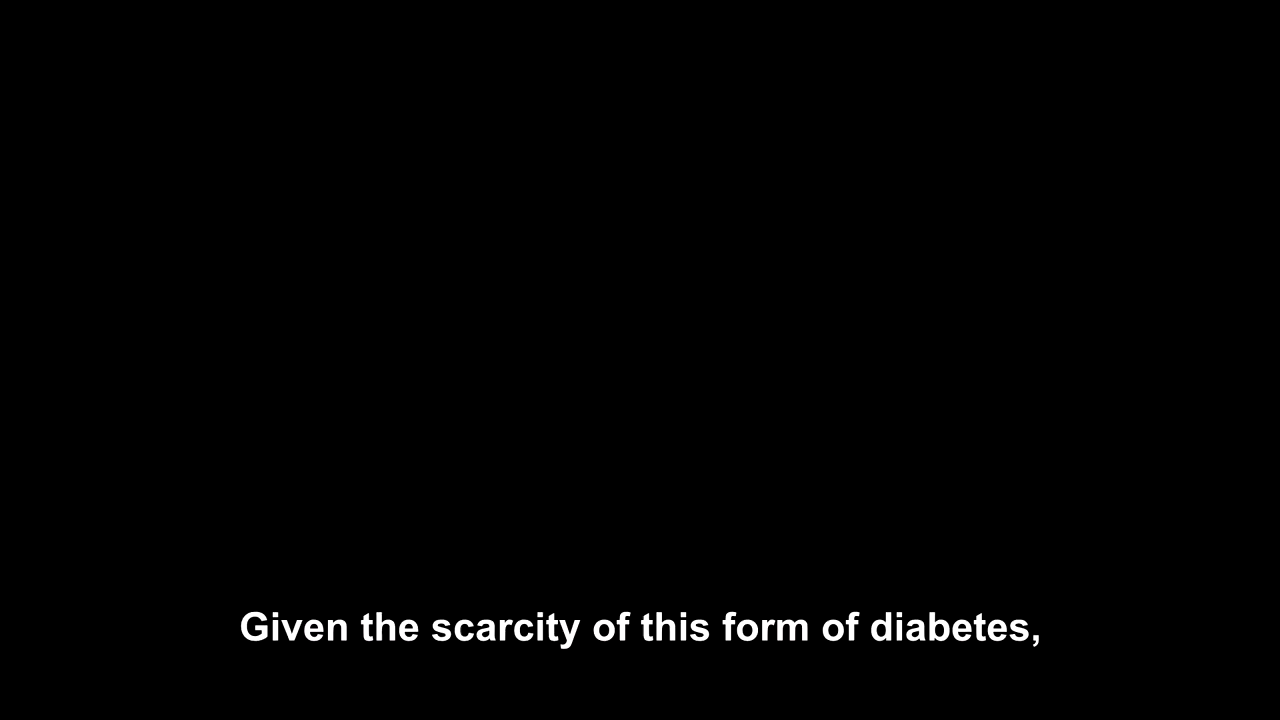 Given the scarcity of this form of diabetes,